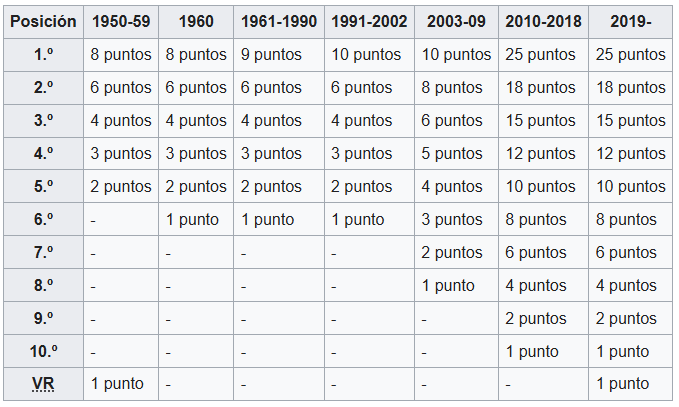 Posición 1950-59 1960 1961-1990 1991-2002 2003-09 2010-2018 2019-
1.º 8 puntos 8 puntos 9 puntos 10 puntos 10 puntos 25 puntos 25 puntos
2.º 6 puntos 6 puntos 6 puntos 6 puntos 8 puntos 18 puntos 18 puntos
3.º 4 puntos 4 puntos 4 puntos 4 puntos 6 puntos 15 puntos 15 puntos
4.º 3 puntos 3 puntos 3 puntos 3 puntos 5 puntos 12 puntos 12 puntos
5.º 2 puntos 2 puntos 2 puntos 2 puntos 4 puntos 10 puntos 10 puntos
6.º - 1 punto 1 punto 1 punto 3 puntos 8 puntos 8 puntos
7.º - - - - 2 puntos 6 puntos 6 puntos
8.º - - - - 1 punto 4 puntos 4 puntos
9.º - - - - - 2 puntos 2 puntos
10.º - - - - - 1 punto 1 punto
VR 1 punto - - - - - 1 punto